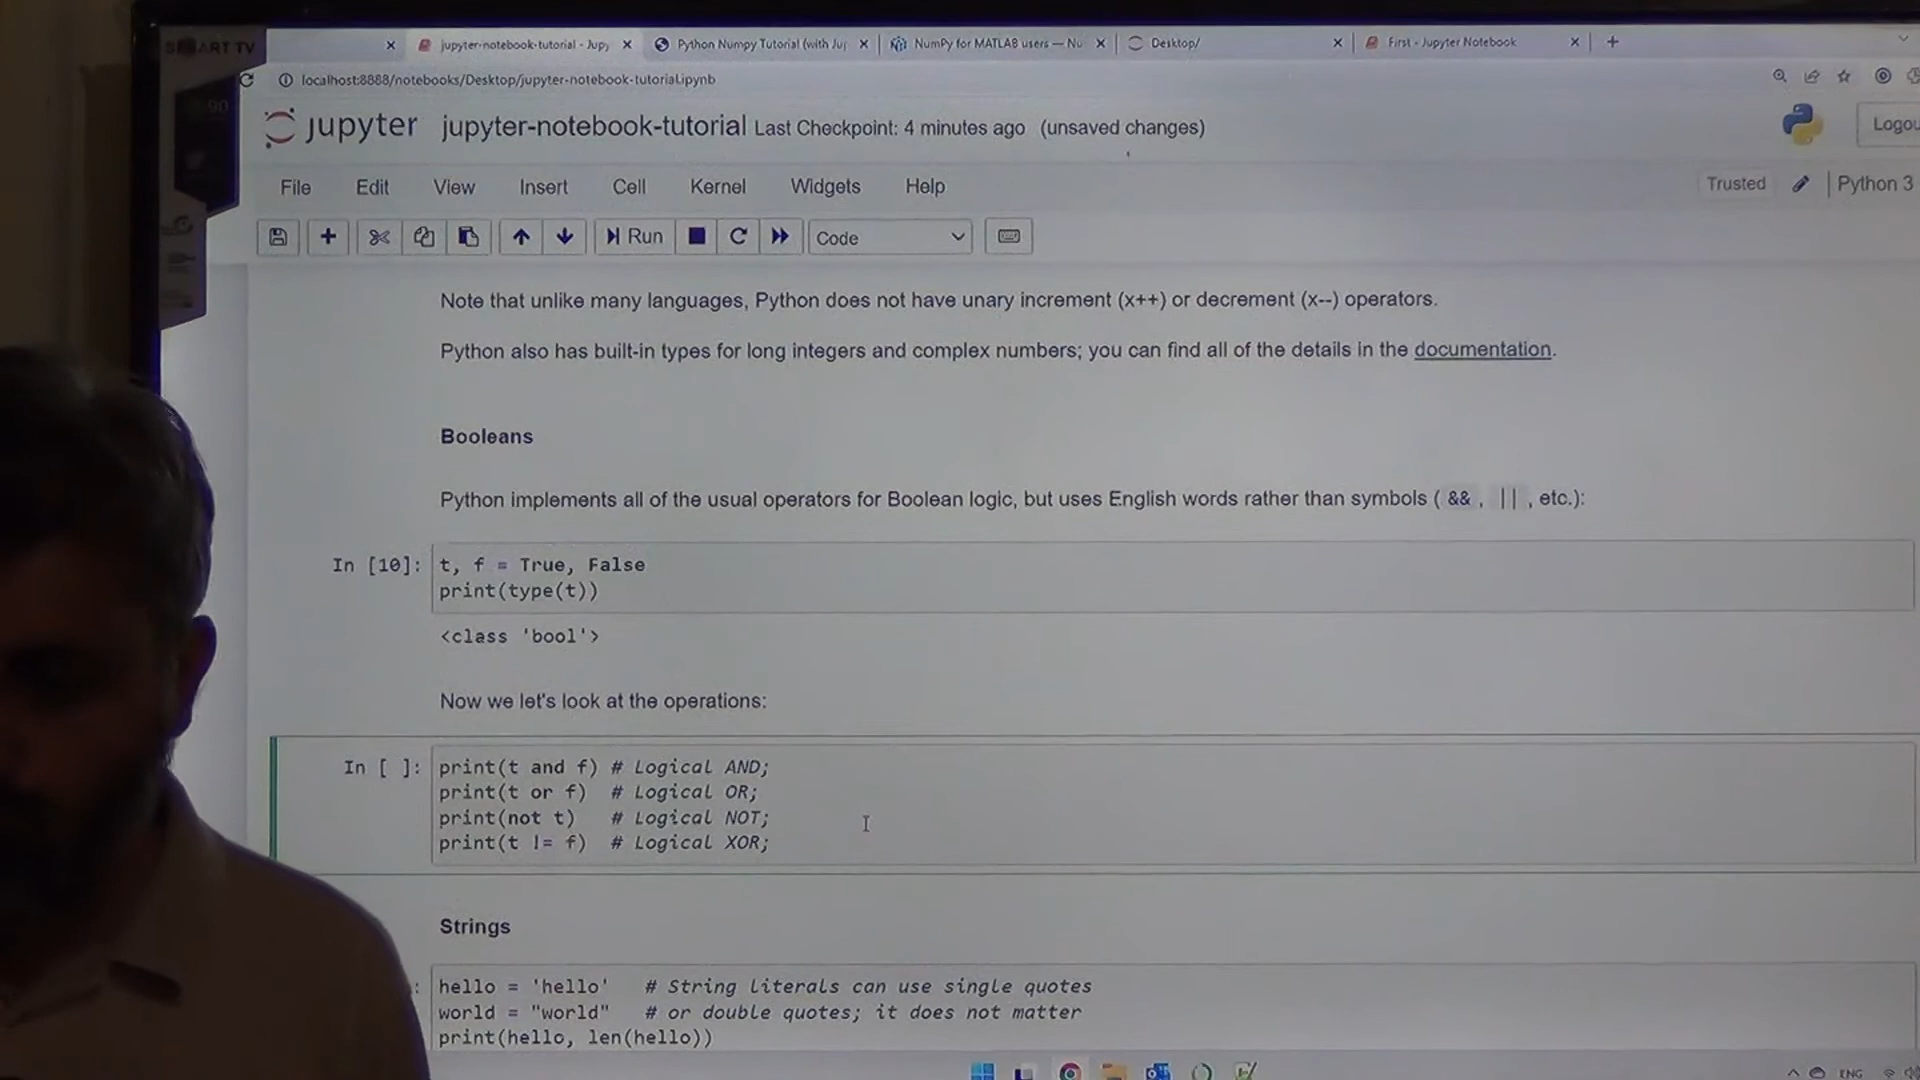 SMART TV
jupyter-notebook-tutorial - Jupy
Python Numpy Tutorial (with Jup
NumPy for MATLAB users — Nu
Desktop/
First - Jupyter Notebook
localhost:8888/notebooks/Desktop/jupyter-notebook-tutorial.ipynb
jupyter jupyter-notebook-tutorial Last Checkpoint: 4 minutes ago (unsaved changes)
Logou
File Edit View Insert Cell Kernel Widgets Help
Trusted Python 3
Run Code
Note that unlike many languages, Python does not have unary increment (x++) or decrement (x--) operators.
Python also has built-in types for long integers and complex numbers; you can find all of the details in the documentation.
Booleans
Python implements all of the usual operators for Boolean logic, but uses English words rather than symbols ( && , || , etc.):
In [10]: t, f = True, False
print(type(t))
<class 'bool'>
Now we let's look at the operations:
In [ ]: print(t and f) # Logical AND;
print(t or f) # Logical OR;
print(not t) # Logical NOT;
print(t != f) # Logical XOR;
Strings
: hello = 'hello' # String literals can use single quotes
world = "world" # or double quotes; it does not matter
print(hello, len(hello))
ENG